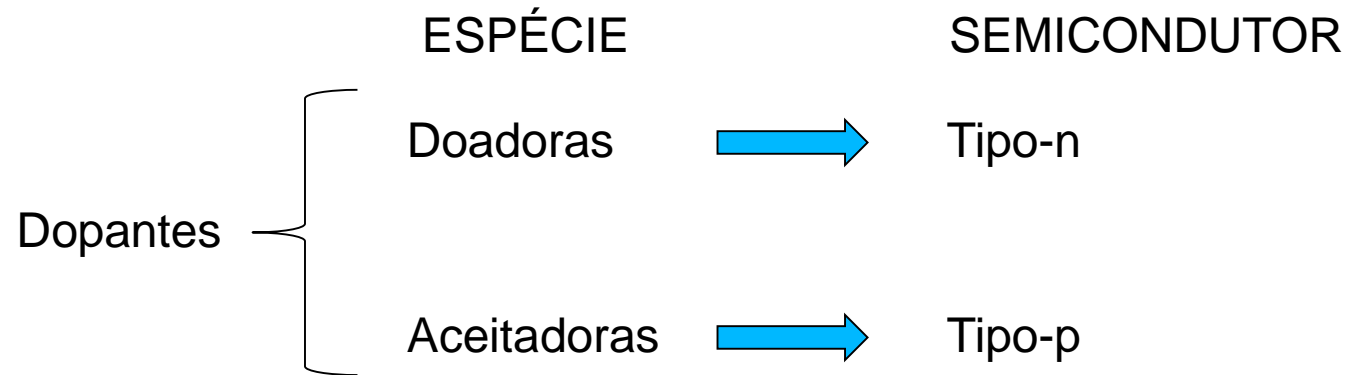 ESPÉCIE SEMICONDUTOR
Doadoras Tipo-n
Dopantes
Aceitadoras Tipo-p